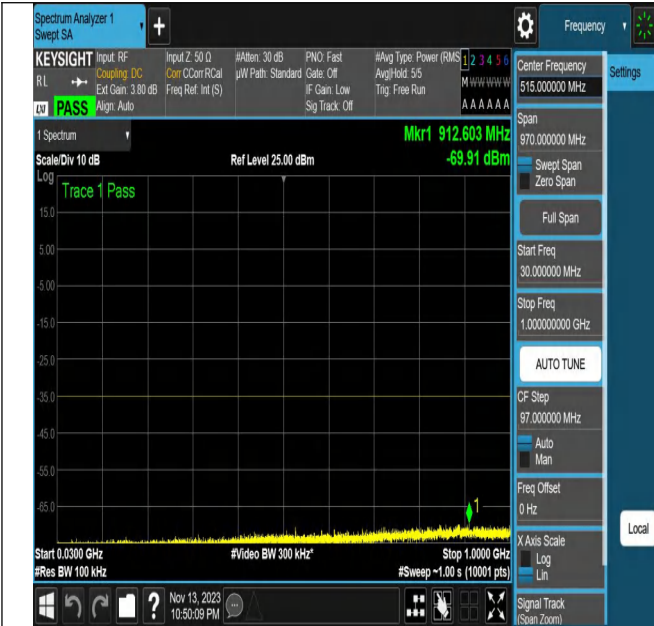 Spectrum Analyzer 1
Swept SA
+
Frequency
KEYSIGHT
RL
PASS
Input: RF
Coupling: DC
Ext Gain: 3.80 dB
Align: Auto
Input Z: 50 Ω
Corr CCorr RCal
Freq Ref: Int (S)
#Atten: 30 dB
µW Path: Standard
PNO: Fast
Gate: Off
IF Gain: Low
Sig Track: Off
#Avg Type: Power (RMS
Avg|Hold: 5/5
Trig: Free Run
1 2 3 4 5 6
M W W W W W
A A A A A A
1 Spectrum
Scale/Div 10 dB
Ref Level 25.00 dBm
Mkr1 912.603 MHz
-69.91 dBm
Log
Trace 1 Pass
15.0
5.00
-5.00
-15.0
-25.0
-35.0
-45.0
-55.0
-65.0
1
Start 0.0300 GHz
#Res BW 100 kHz
#Video BW 300 kHz*
Stop 1.0000 GHz
#Sweep ~1.00 s (10001 pts)
?
Nov 13, 2023
10:50:09 PM
Center Frequency
515.000000 MHz
Span
970.000000 MHz
Swept Span
Zero Span
Full Span
Start Freq
30.000000 MHz
Stop Freq
1.000000000 GHz
AUTO TUNE
CF Step
97.000000 MHz
Auto
Man
Freq Offset
0 Hz
X Axis Scale
Log
Lin
Signal Track
(Span Zoom)
Settings
Local